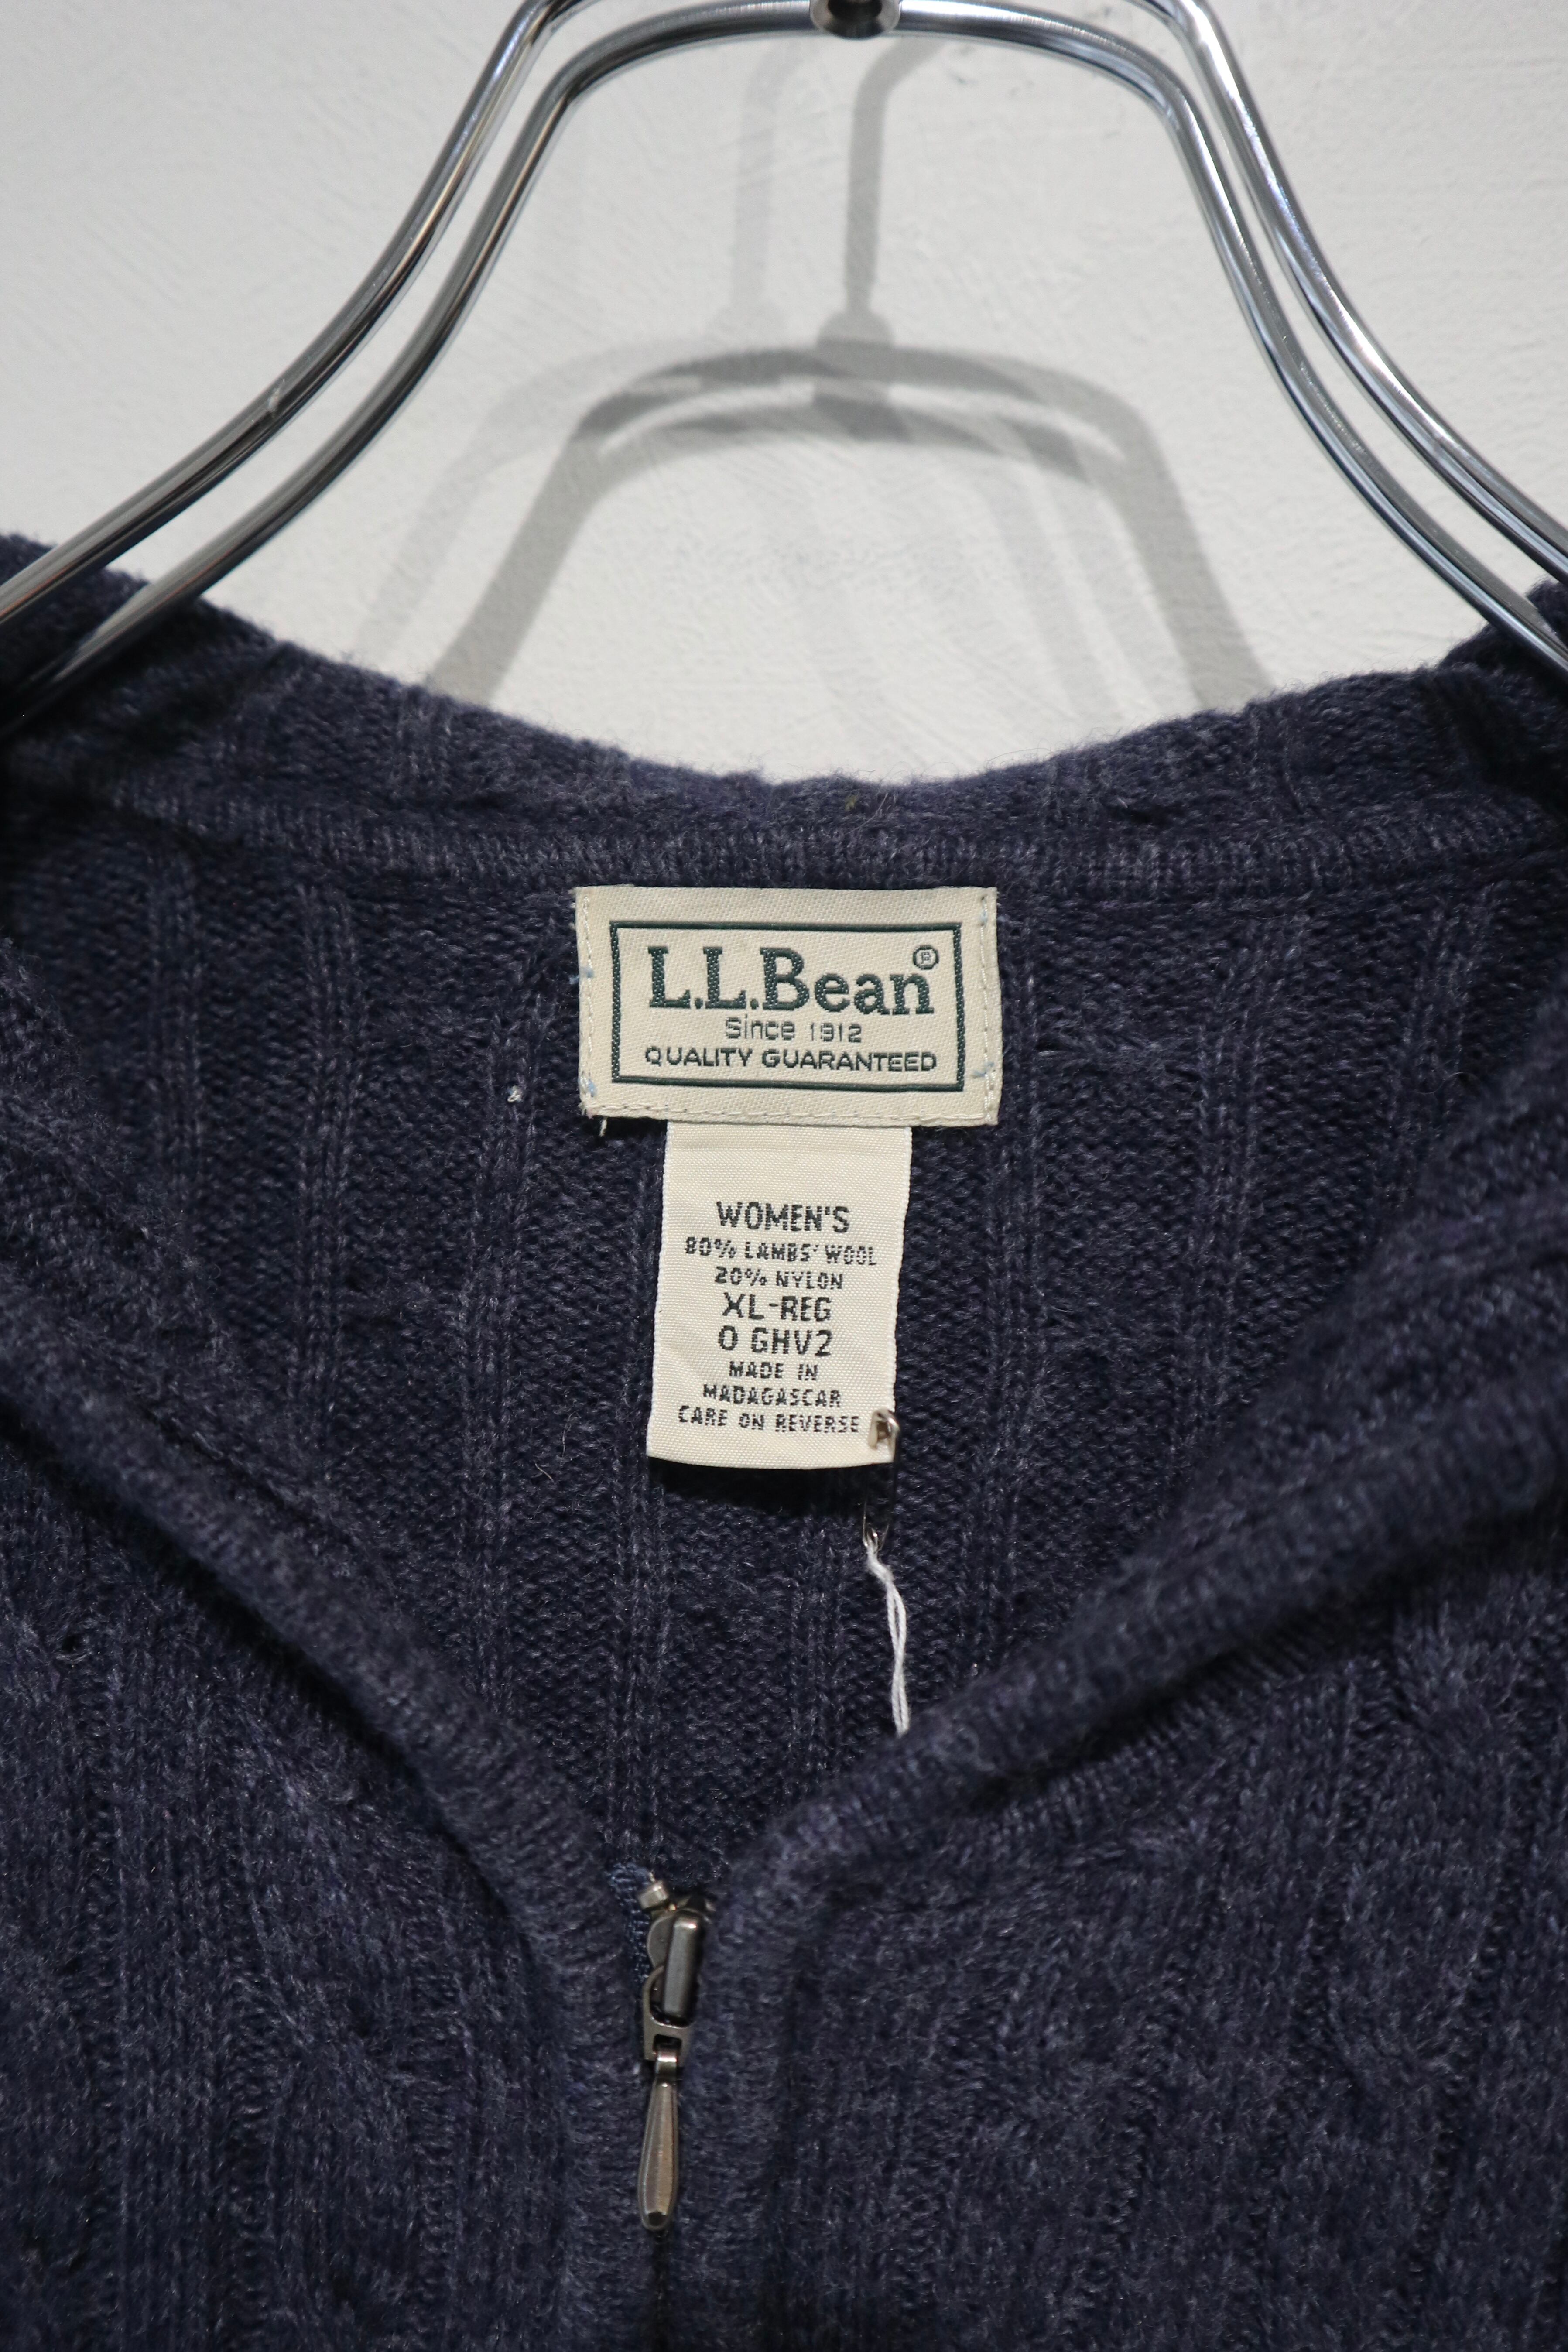 L.L.Bean®
Since 1912
QUALITY GUARANTEED
WOMEN'S
80% LAMBS' WOOL
20% NYLON
XL-REG
0 GHV2
MADE IN
MADAGASCAR
CARE ON REVERSE